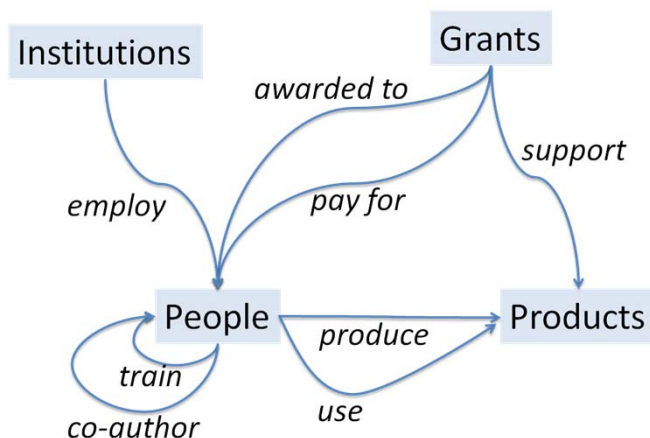 Institutions
Grants
awarded to
support
employ
pay for
People
Products
produce
train
use
co-author